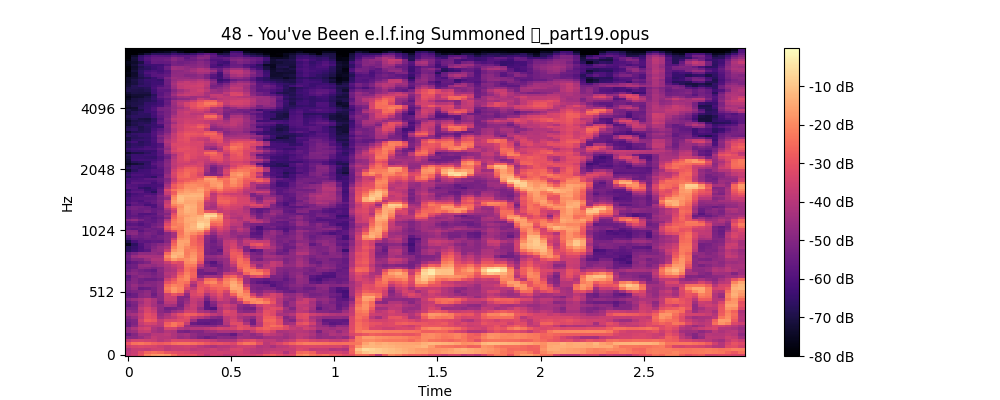 48 - You've Been e.l.f.ing Summoned _part19.opus
Hz
4096
2048
1024
512
0
0
0.5
1
1.5
2
2.5
Time
-10 dB
-20 dB
-30 dB
-40 dB
-50 dB
-60 dB
-70 dB
-80 dB